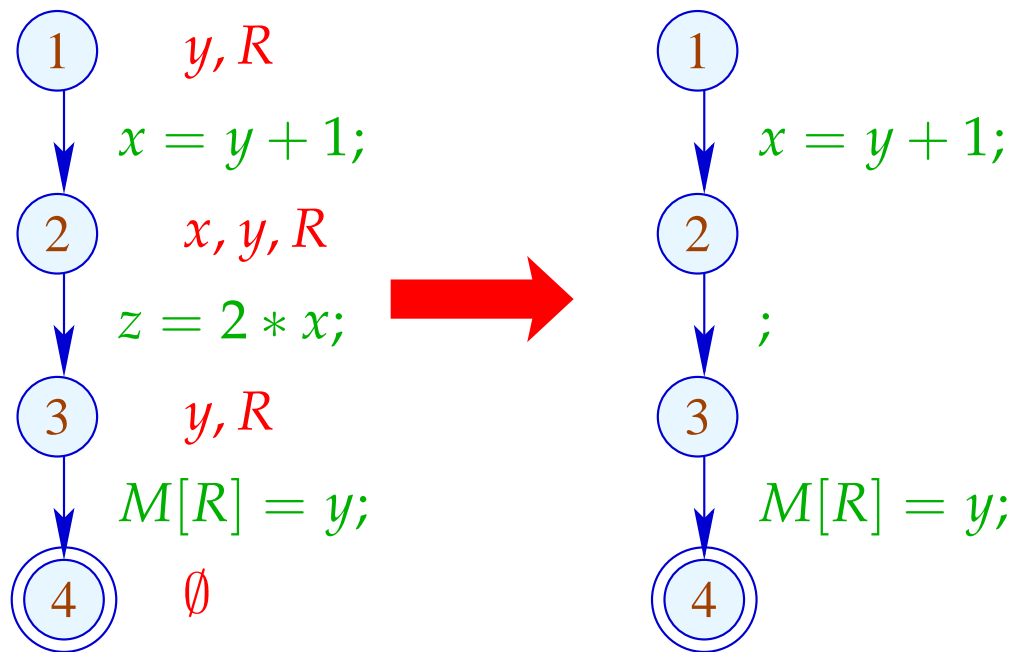 1 y, R 1
x = y + 1; x = y + 1;
2 x, y, R 2
z = 2 ∗ x; ;
3 y, R 3
M[R] = y; M[R] = y;
4 ∅ 4